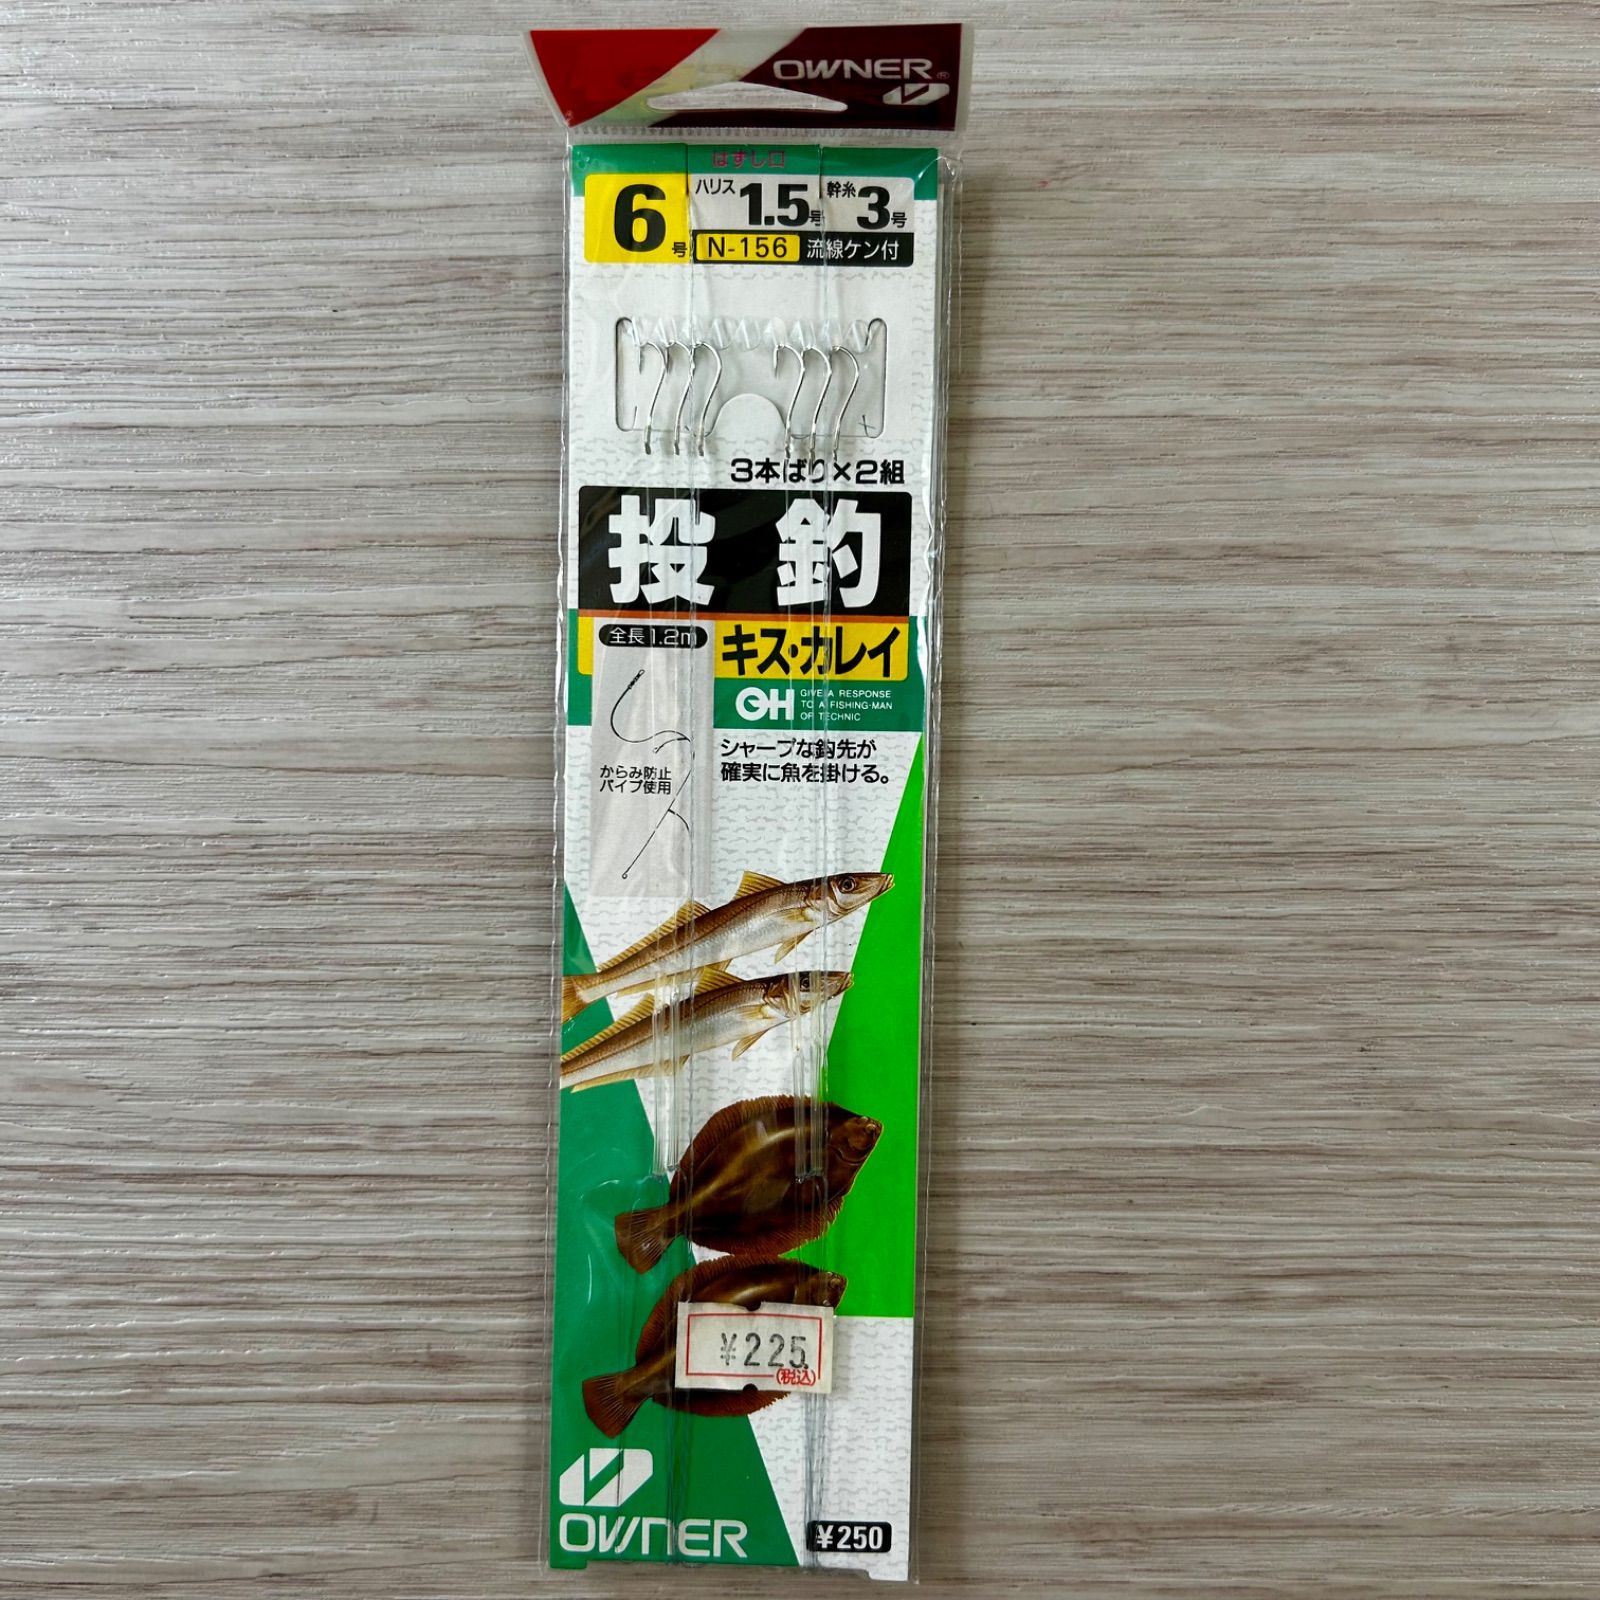 OWNER®
はずし口
6号
ハリス1.5号
幹糸3号
N-156 流線ケン付
3本ばり×2組
投釣
全長1.2m
キス・カレイ
OH
GIVE A RESPONSE
TO A FISHING-MAN
OF TECHNIC
シャープな鈎先が
確実に魚を掛ける。
からみ防止
パイプ使用
¥225
(税込)
OWNER
¥250